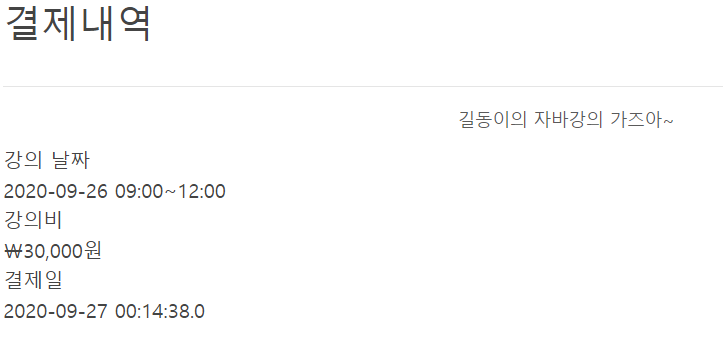 결제내역
길동이의 자바강의 가즈아~
강의 날짜
2020-09-26 09:00~12:00
강의비
₩30,000원
결제일
2020-09-27 00:14:38.0